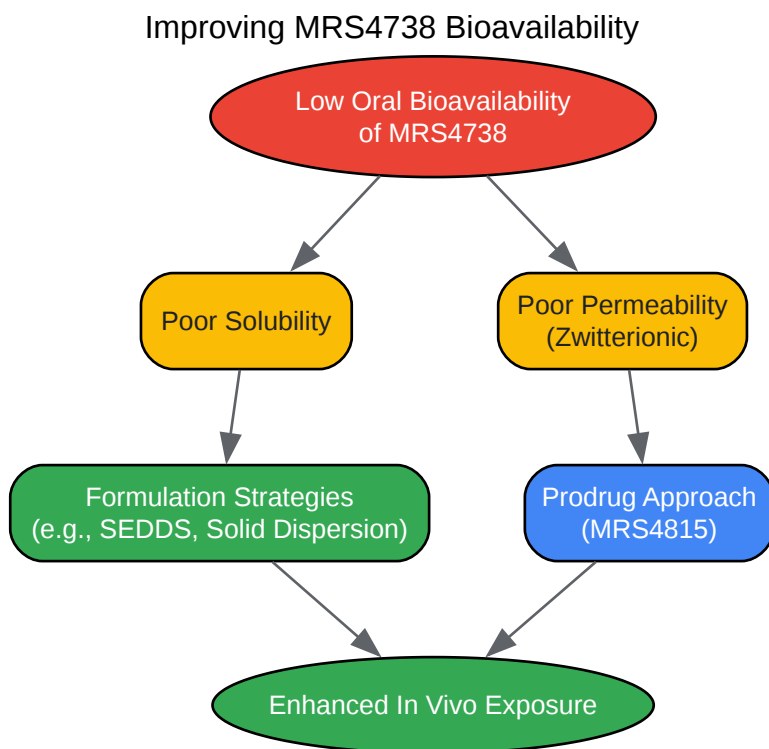 Improving MRS4738 Bioavailability
Low Oral Bioavailability
of MRS4738
Poor Solubility
Poor Permeability
(Zwitterionic)
Formulation Strategies
(e.g., SEDDS, Solid Dispersion)
Prodrug Approach
(MRS4815)
Enhanced In Vivo Exposure